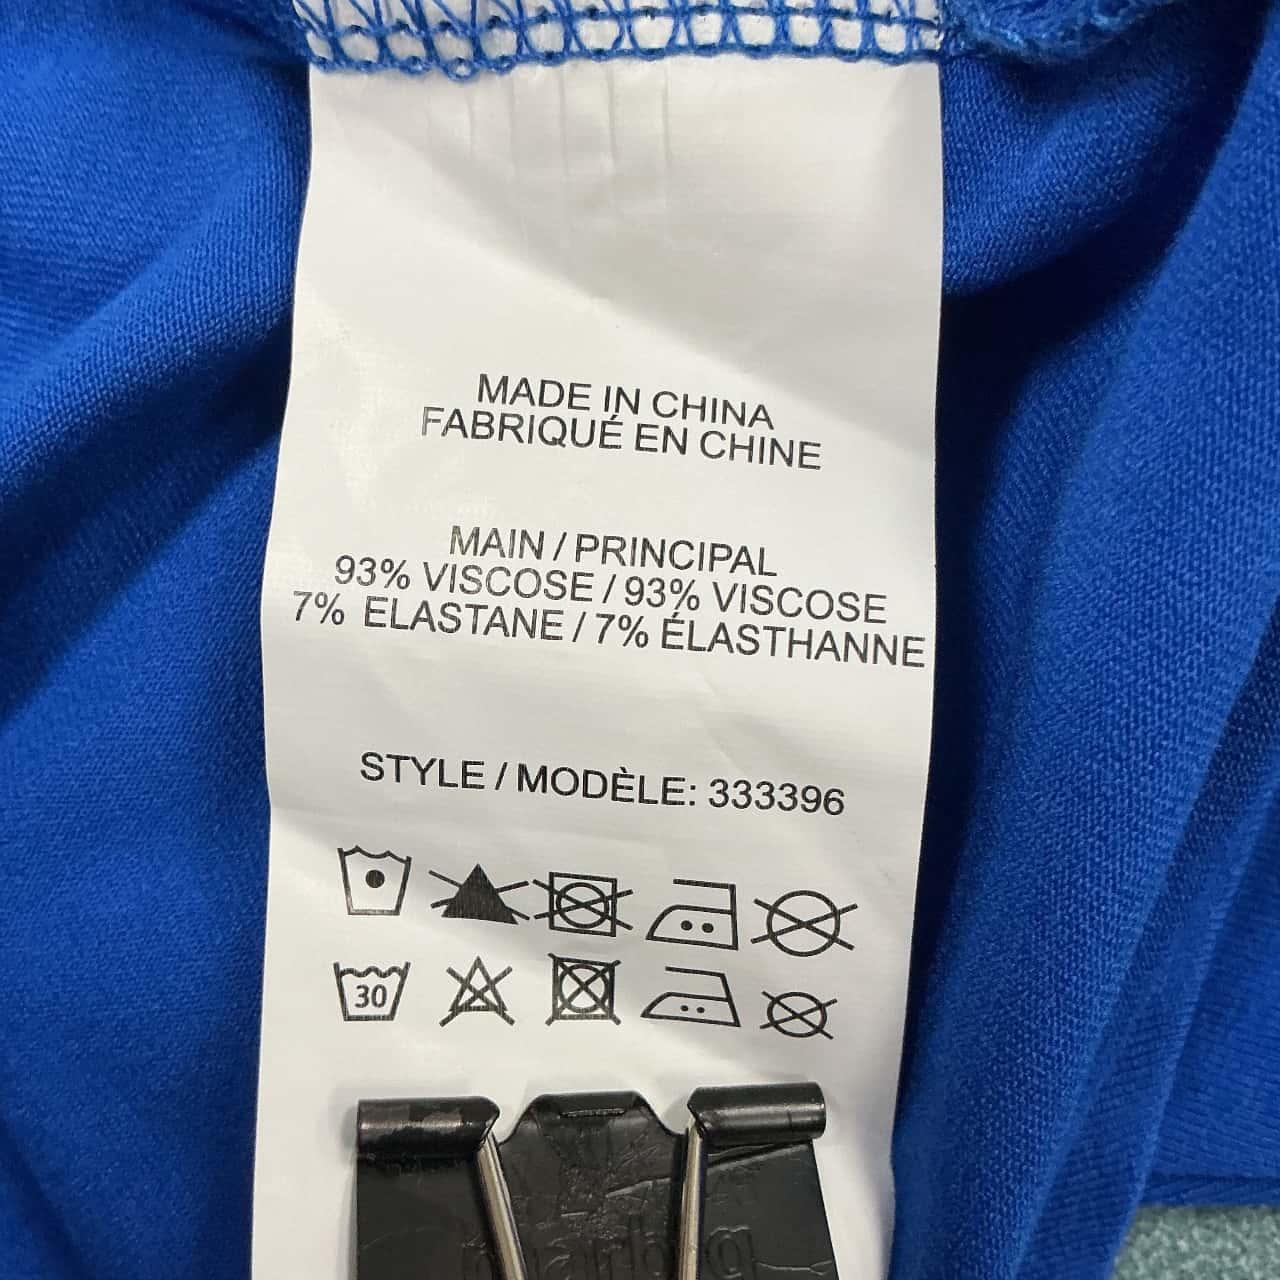 MADE IN CHINA
FABRIQUÉ EN CHINE
MAIN / PRINCIPAL
93% VISCOSE / 93% VISCOSE
7% ELASTANE / 7% ÉLASTHANNE
STYLE / MODÈLE: 333396
30